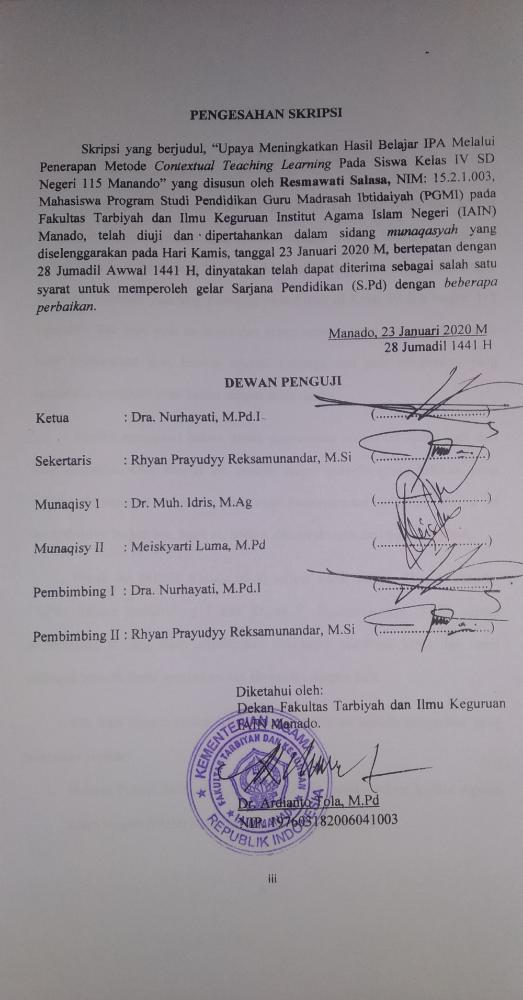 PENGESAHAN SKRIPSI
Skripsi yang berjudul, “Upaya Meningkatkan Hasil Belajar IPA Melalui
Penerapan Metode Contextual Teaching Learning Pada Siswa Kelas IV SD
Negeri 115 Manando” yang disusun oleh Resmawati Salasa, NIM: 15.2.1.003,
Mahasiswa Program Studi Pendidikan Guru Madrasah Ibtidaiyah (PGMI) pada
Fakultas Tarbiyah dan Ilmu Keguruan Institut Agama Islam Negeri (IAIN)
Manado, telah diuji dan dipertahankan dalam sidang munaqasyah yang
diselenggarakan pada Hari Kamis, tanggal 23 Januari 2020 M, bertepatan dengan
28 Jumadil Awwal 1441 H, dinyatakan telah dapat diterima sebagai salah satu
syarat untuk memperoleh gelar Sarjana Pendidikan (S.Pd) dengan beberapa
perbaikan.
Manado, 23 Januari 2020 M
28 Jumadil 1441 H
DEWAN PENGUJI
Ketua : Dra. Nurhayati, M.Pd.I (..............................)
Sekertaris : Rhyan Prayudyy Reksamunandar, M.Si (..............................)
Munaqisy 1 : Dr. Muh. Idris, M.Ag (..............................)
Munaqisy II : Meiskyarti Luma, M.Pd (..............................)
Pembimbing I : Dra. Nurhayati, M.Pd.I (..............................)
Pembimbing II : Rhyan Prayudyy Reksamunandar, M.Si (..............................)
Diketahui oleh:
Dekan Fakultas Tarbiyah dan Ilmu Keguruan
IAIN Manado.
KEMENTERIAN AGAMA
FAKULTAS TARBIYAH DAN KEGURUAN
IAIN MANADO
REPUBLIK INDONESIA
Dr. Ardianto Tola, M.Pd
NIP. 197603182006041003
iii